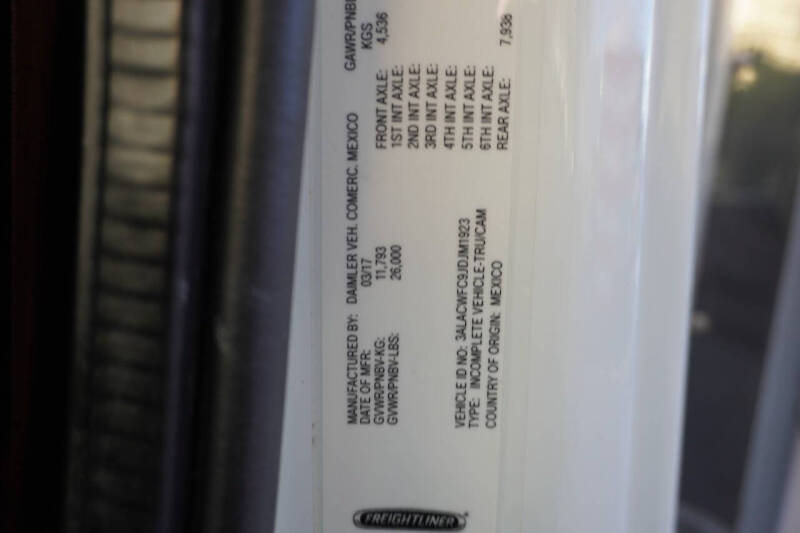 FREIGHTLINER
MANUFACTURED BY: DAIMLER VEH. COMERC. MEXICO
DATE OF MFR: 03/17
GVWR/PNBV-KG: 11,793
GVWR/PNBV-LBS: 26,000
VEHICLE ID NO: 3ALACWFC9JDJM1923
TYPE: INCOMPLETE VEHICLE-TRU/CAM
COUNTRY OF ORIGIN: MEXICO
KGS
FRONT AXLE: 4,536
1ST INT AXLE:
2ND INT AXLE:
3RD INT AXLE:
4TH INT AXLE:
5TH INT AXLE:
6TH INT AXLE:
REAR AXLE: 7,938